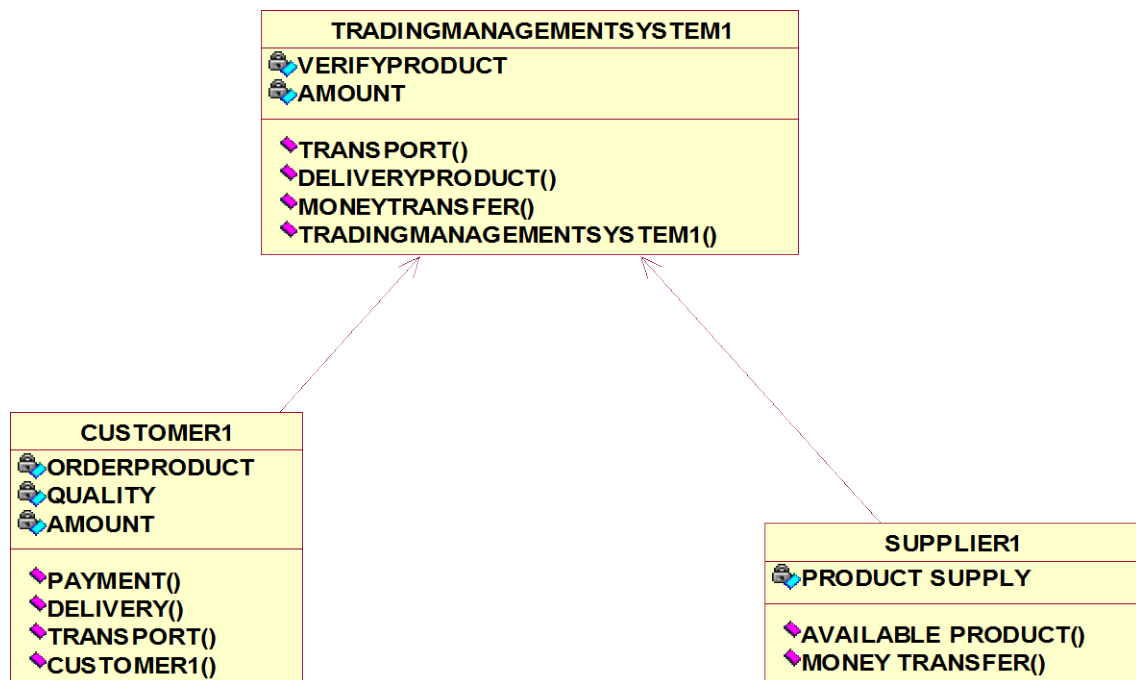 TRADINGMANAGEMENTSYSTEM1
VERIFYPRODUCT
AMOUNT
TRANSPORT()
DELIVERYPRODUCT()
MONEYTRANSFER()
TRADINGMANAGEMENTSYSTEM1()
CUSTOMER1
ORDERPRODUCT
QUALITY
AMOUNT
PAYMENT()
DELIVERY()
TRANSPORT()
CUSTOMER1()
SUPPLIER1
PRODUCT SUPPLY
AVAILABLE PRODUCT()
MONEY TRANSFER()